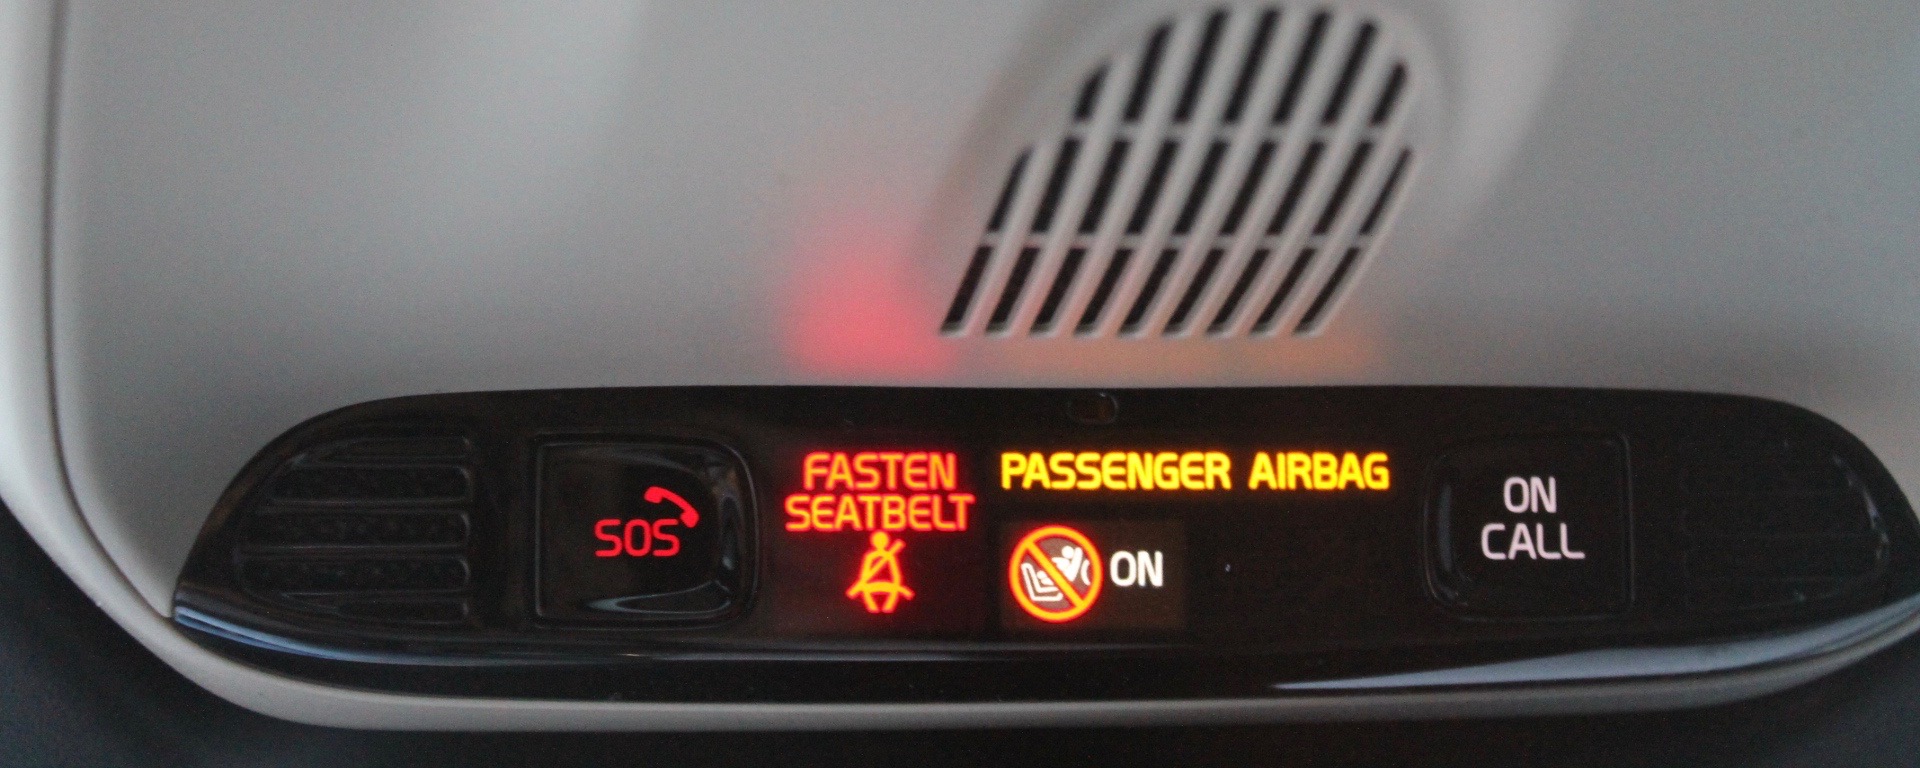 SOS
FASTEN
SEATBELT
PASSENGER AIRBAG
ON
ON
CALL